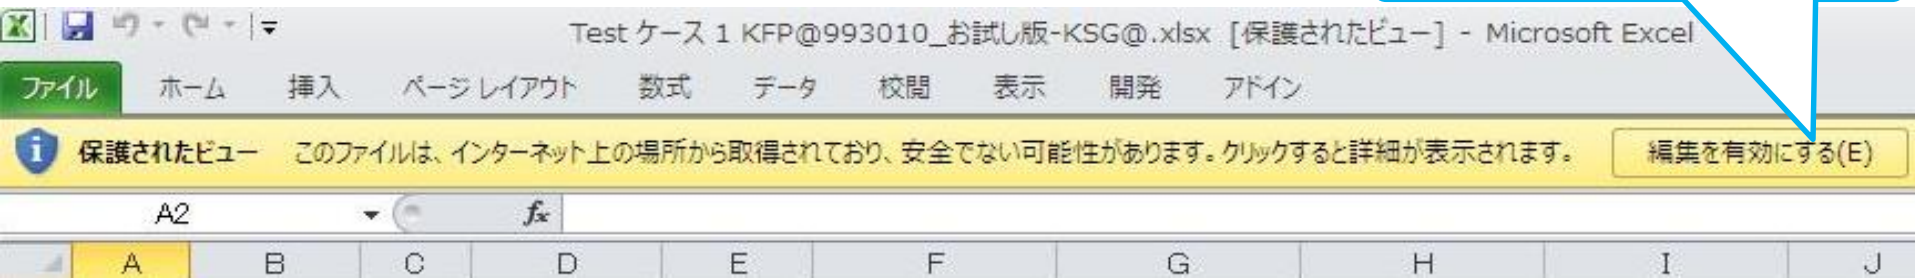 Test ケース 1 KFP@993010_お試し版-KSG@.xlsx [保護されたビュー] - Microsoft Excel
ファイル ホーム 挿入 ページ レイアウト 数式 データ 校閲 表示 開発 アドイン
保護されたビュー このファイルは、インターネット上の場所から取得されており、安全でない可能性があります。クリックすると詳細が表示されます。 編集を有効にする(E)
A2 fx
A B C D E F G H I J